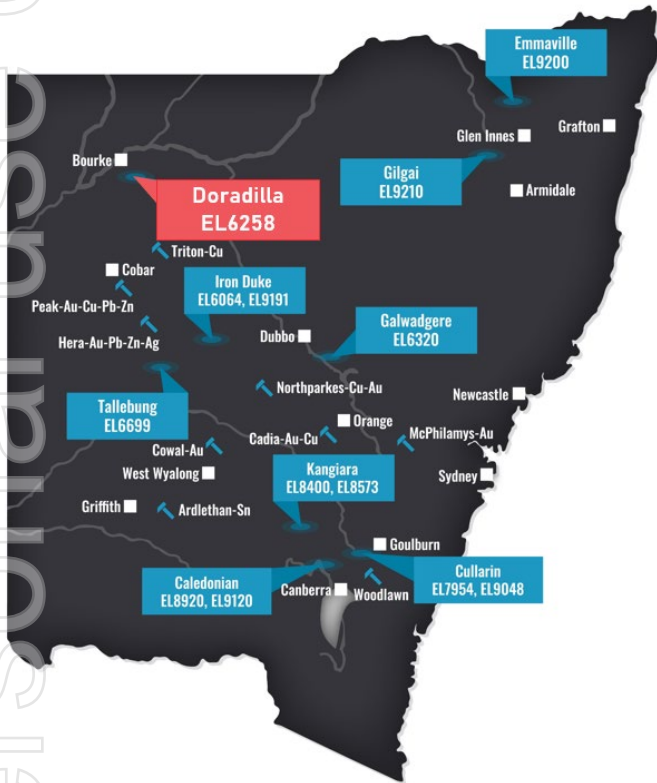 Emmaville
EL9200
Glen Innes
Grafton
Bourke
Gilgai
EL9210
Armidale
Doradilla
EL6258
Triton-Cu
Cobar
Iron Duke
EL6064, EL9191
Peak-Au-Cu-Pb-Zn
Hera-Au-Pb-Zn-Ag
Dubbo
Galwadgere
EL6320
Tallebung
EL6699
Northparkes-Cu-Au
Newcastle
Orange
Cadia-Au-Cu
McPhilamys-Au
Cowal-Au
West Wyalong
Kangiara
EL8400, EL8573
Sydney
Griffith
Ardlethan-Sn
Goulburn
Caledonian
EL8920, EL9120
Canberra
Woodlawn
Cullarin
EL7954, EL9048
ersonal use